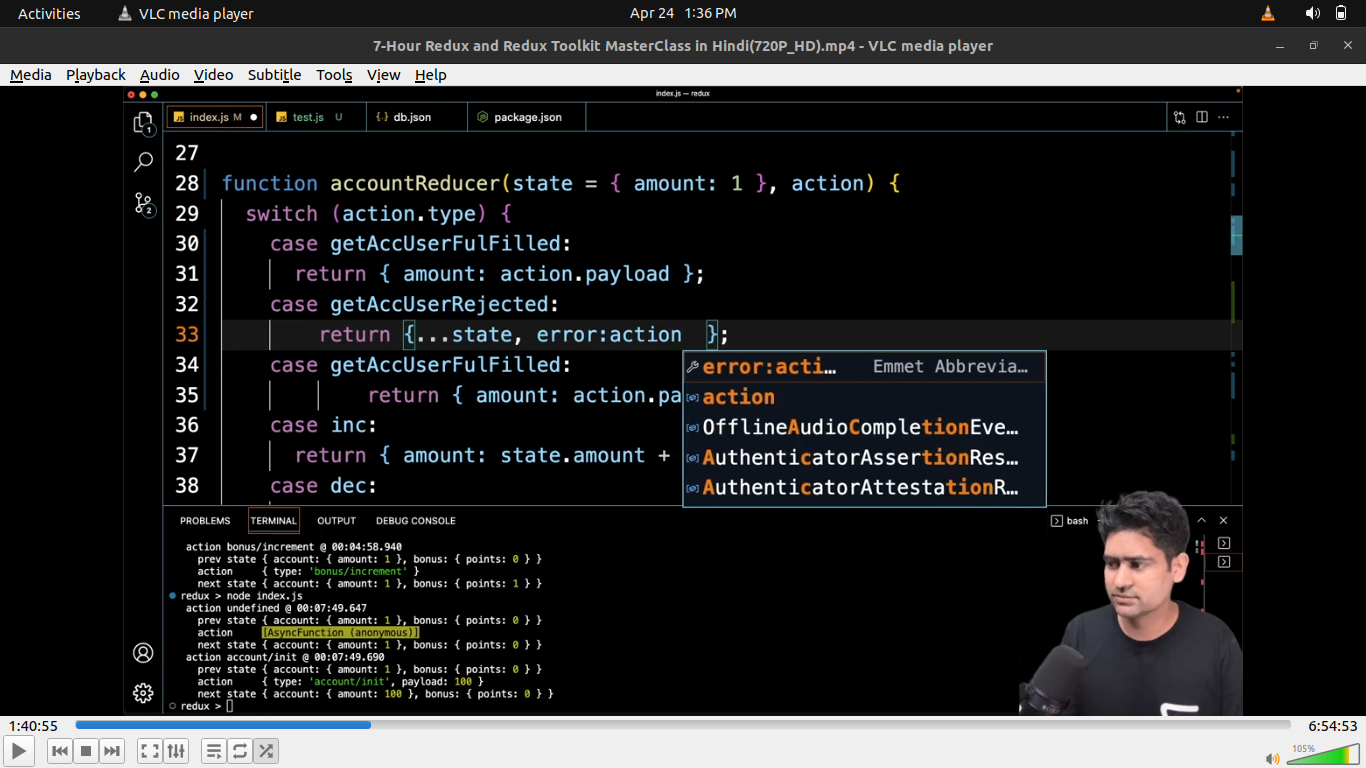 Activities VLC media player Apr 24 1:36 PM
7-Hour Redux and Redux Toolkit MasterClass in Hindi(720P_HD).mp4 - VLC media player
Media Playback Audio Video Subtitle Tools View Help
index.js — redux
index.js M test.js U db.json package.json
27
28 function accountReducer(state = { amount: 1 }, action) {
29 switch (action.type) {
30 case getAccUserFulFilled:
31 return { amount: action.payload };
32 case getAccUserRejected:
33 return {...state, error:action };
34 case getAccUserFulFilled:
35 return { amount: action.pa
36 case inc:
37 return { amount: state.amount +
38 case dec:
error:acti… Emmet Abbrevia…
action
OfflineAudioCompletionEve…
AuthenticatorAssertionRes…
AuthenticatorAttestationR…
PROBLEMS TERMINAL OUTPUT DEBUG CONSOLE
bash
action bonus/increment @ 00:04:58.940
prev state { account: { amount: 1 }, bonus: { points: 0 } }
action { type: 'bonus/increment' }
next state { account: { amount: 1 }, bonus: { points: 1 } }
redux > node index.js
action undefined @ 00:07:49.647
prev state { account: { amount: 1 }, bonus: { points: 0 } }
action [AsyncFunction (anonymous)]
next state { account: { amount: 1 }, bonus: { points: 0 } }
action account/init @ 00:07:49.690
prev state { account: { amount: 1 }, bonus: { points: 0 } }
action { type: 'account/init', payload: 100 }
next state { account: { amount: 100 }, bonus: { points: 0 } }
redux >
1:40:55 6:54:53
105%